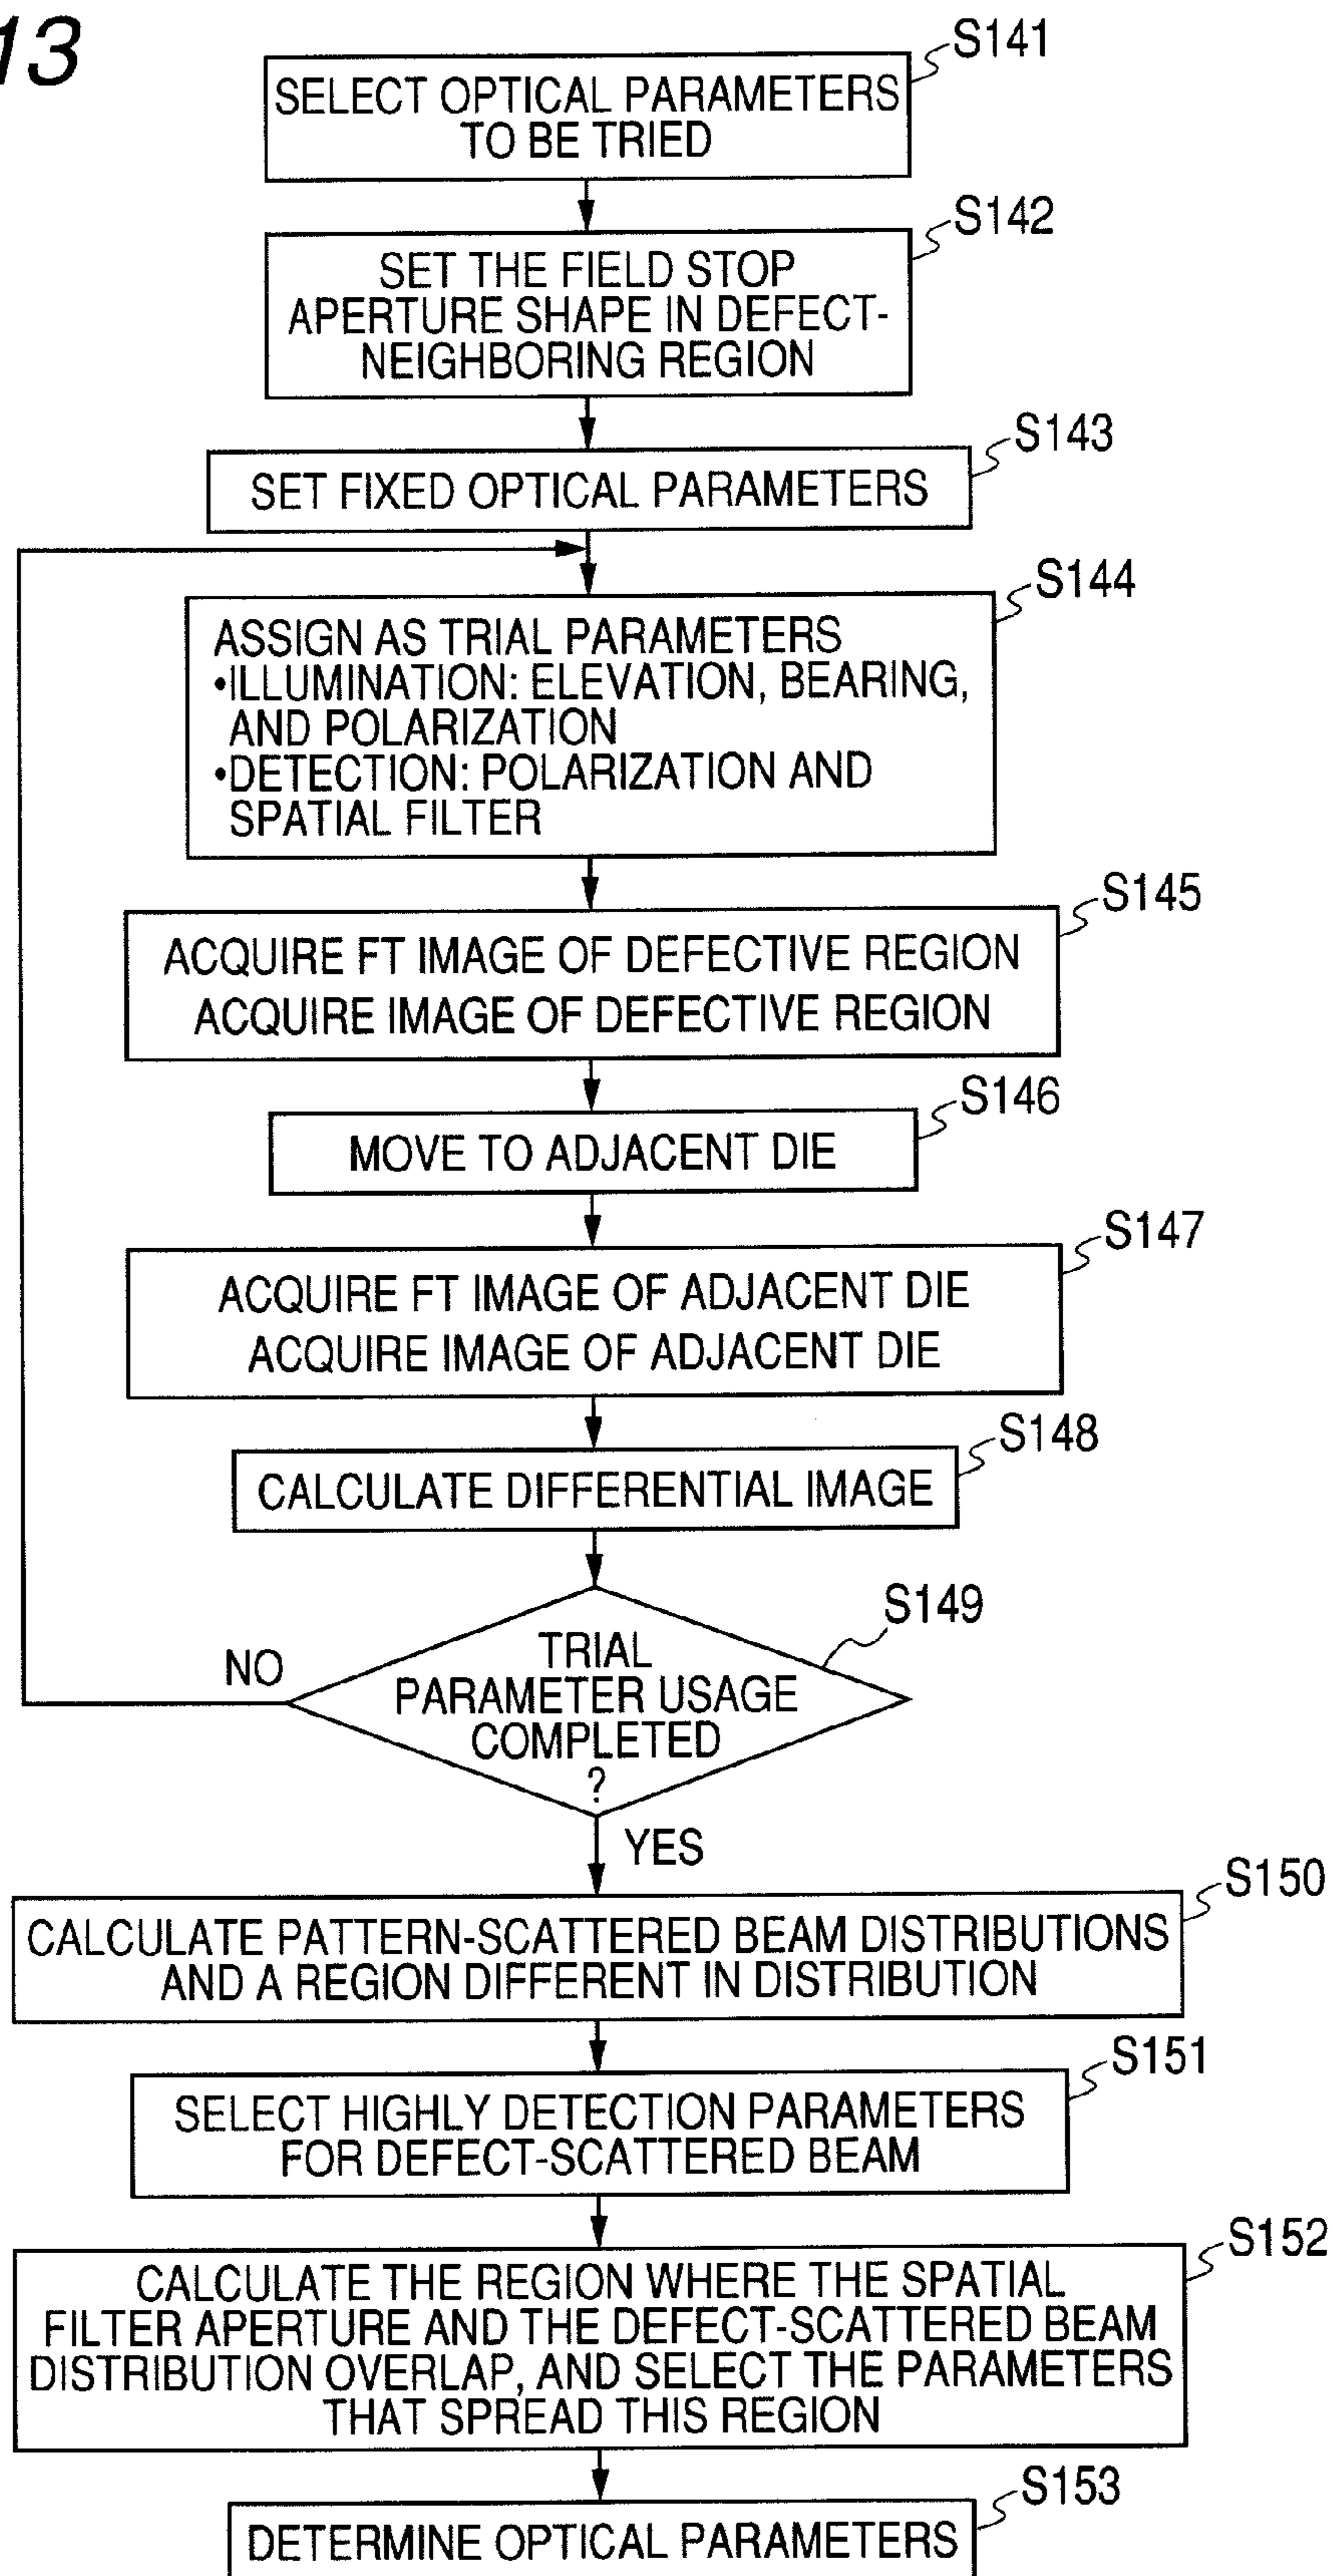 13
S141
SELECT OPTICAL PARAMETERS
TO BE TRIED
S142
SET THE FIELD STOP
APERTURE SHAPE IN DEFECT-
NEIGHBORING REGION
S143
SET FIXED OPTICAL PARAMETERS
S144
ASSIGN AS TRIAL PARAMETERS
•ILLUMINATION: ELEVATION, BEARING,
AND POLARIZATION
•DETECTION: POLARIZATION AND
SPATIAL FILTER
S145
ACQUIRE FT IMAGE OF DEFECTIVE REGION
ACQUIRE IMAGE OF DEFECTIVE REGION
S146
MOVE TO ADJACENT DIE
S147
ACQUIRE FT IMAGE OF ADJACENT DIE
ACQUIRE IMAGE OF ADJACENT DIE
S148
CALCULATE DIFFERENTIAL IMAGE
S149
TRIAL
PARAMETER USAGE
COMPLETED
?
NO
YES
S150
CALCULATE PATTERN-SCATTERED BEAM DISTRIBUTIONS
AND A REGION DIFFERENT IN DISTRIBUTION
S151
SELECT HIGHLY DETECTION PARAMETERS
FOR DEFECT-SCATTERED BEAM
S152
CALCULATE THE REGION WHERE THE SPATIAL
FILTER APERTURE AND THE DEFECT-SCATTERED BEAM
DISTRIBUTION OVERLAP, AND SELECT THE PARAMETERS
THAT SPREAD THIS REGION
S153
DETERMINE OPTICAL PARAMETERS